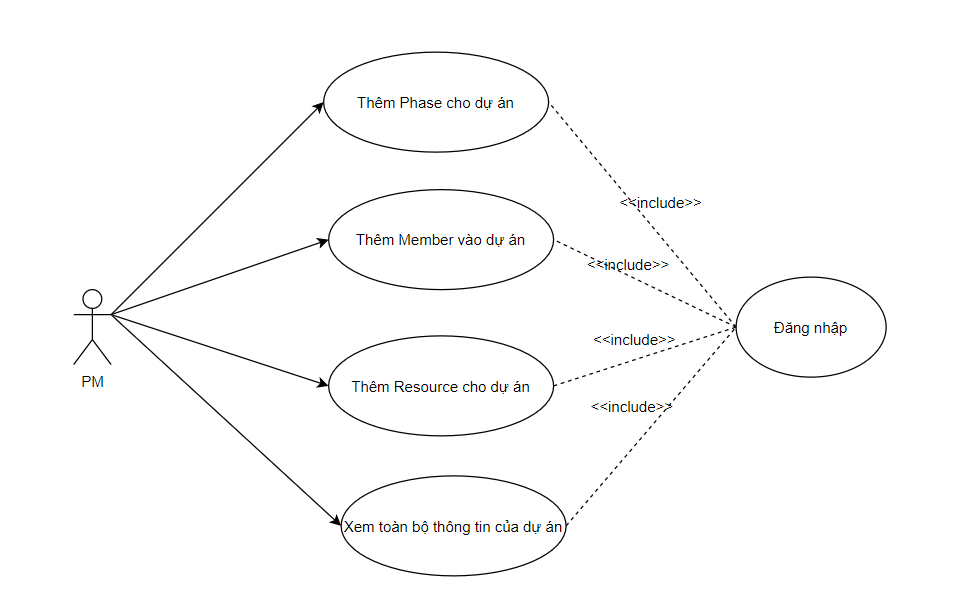 Thêm Phase cho dự án
<<include>>
Thêm Member vào dự án
<<include>>
Đăng nhập
<<include>>
PM
Thêm Resource cho dự án
<<include>>
Xem toàn bộ thông tin của dự án